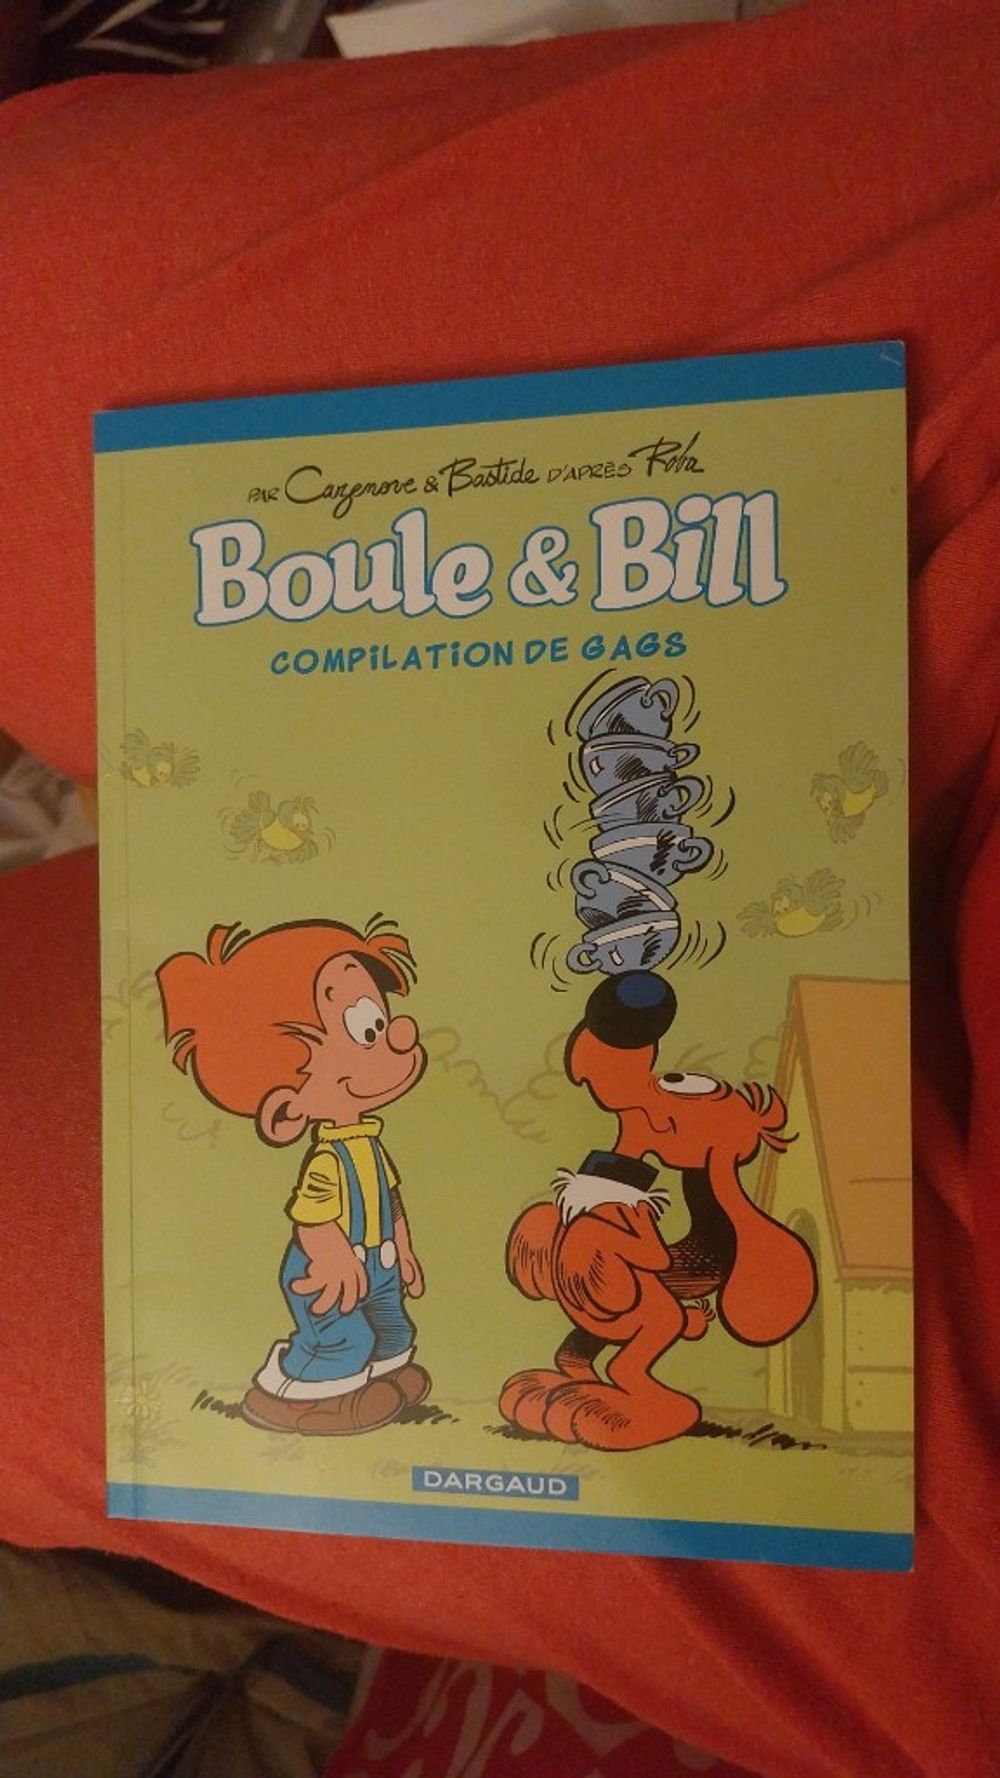 PAR Cazenove & Bastide D'APRÈS Roba
Boule & Bill
COMPILATION DE GAGS
DARGAUD